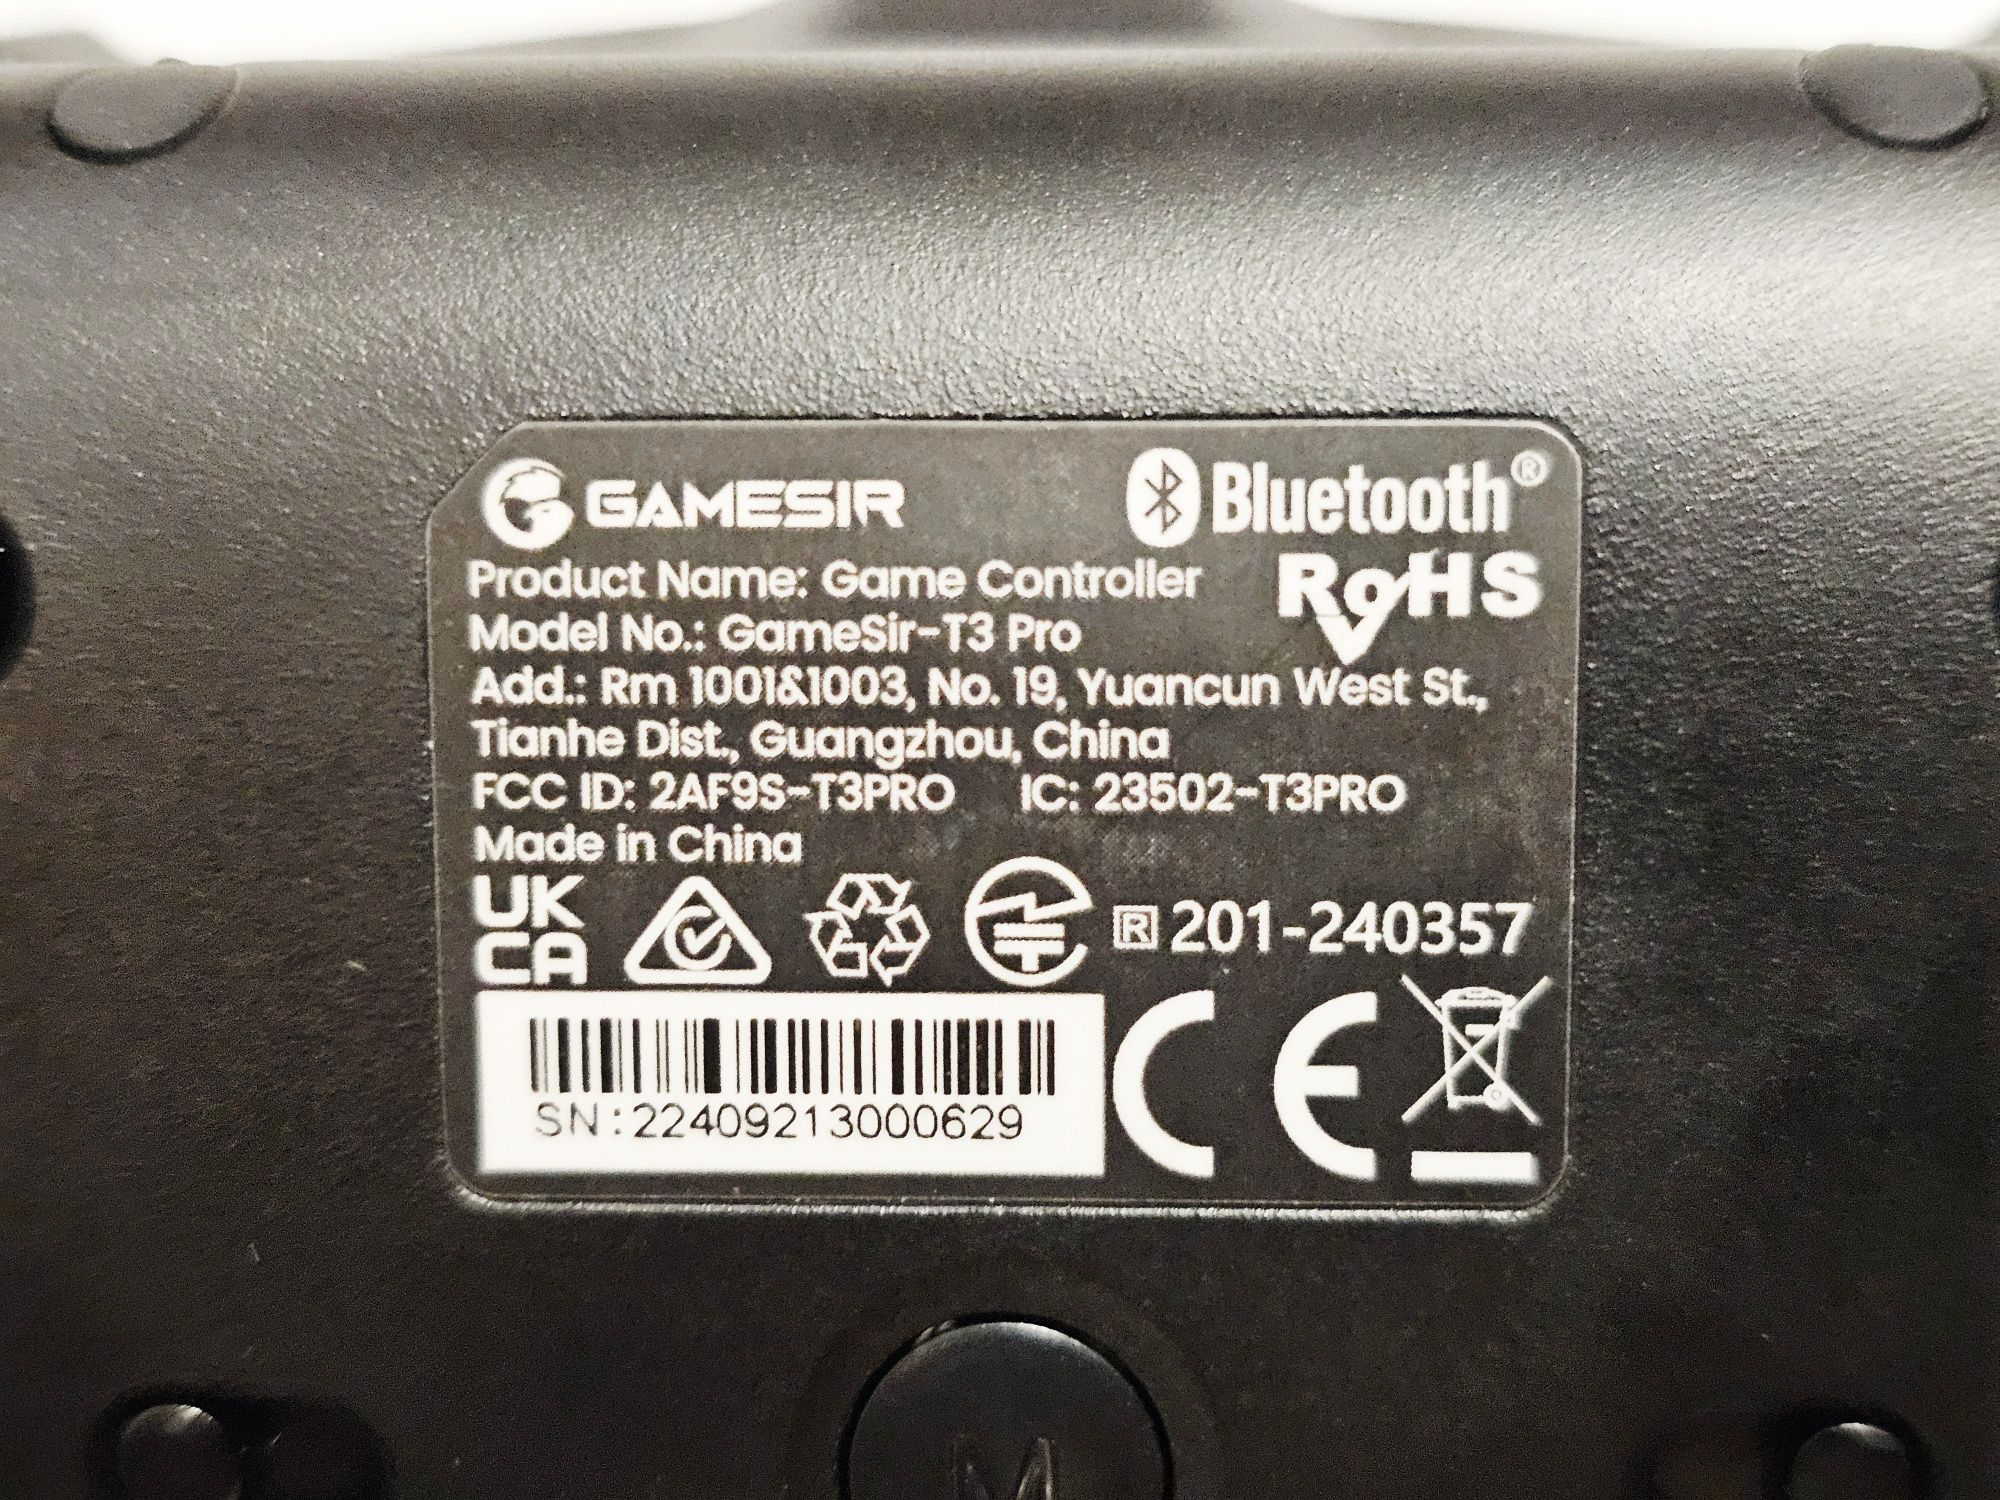 GAMESIR
Bluetooth®
RoHS
Product Name: Game Controller
Model No.: GameSir-T3 Pro
Add.: Rm 1001&1003, No. 19, Yuancun West St.,
Tianhe Dist., Guangzhou, China
FCC ID: 2AF9S-T3PRO IC: 23502-T3PRO
Made in China
UK
CA
R 201-240357
SN:22409213000629
CE
M